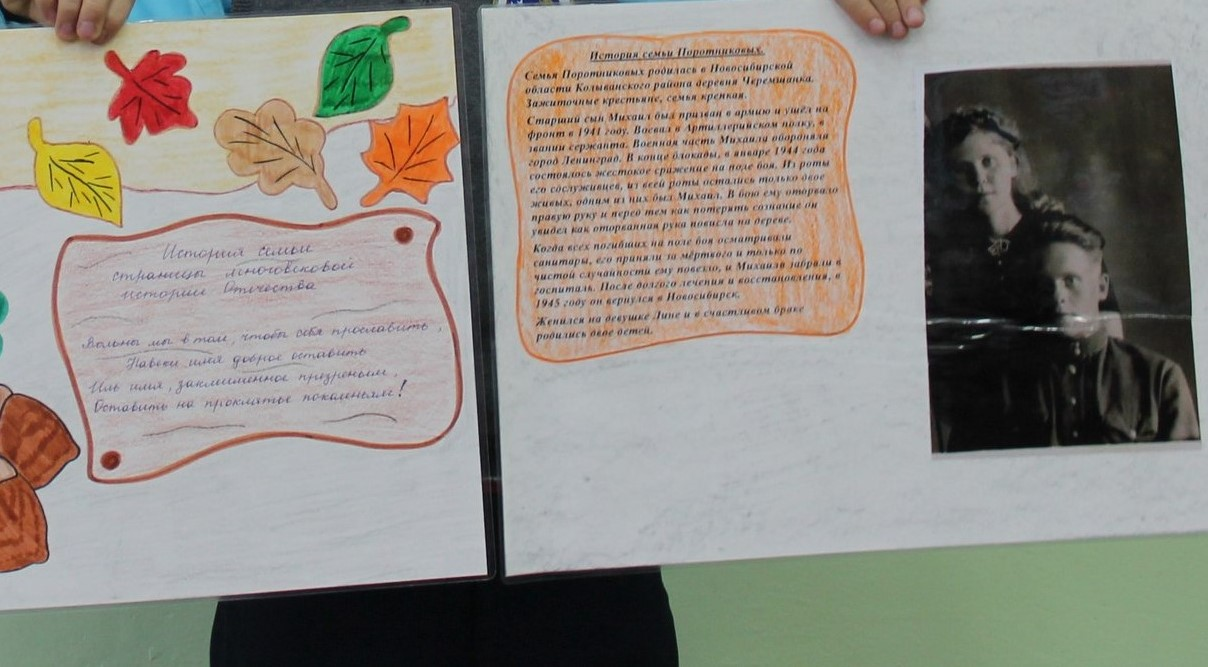 История семьи
страницы многовековой
истории Отечества
Вольны мы в том, чтобы себя прославить,
Навеки имя доброе оставить
Иль имя, заклеймённое презреньем,
Оставить на проклятье поколеньям!
История семьи Поротниковых.
Семья Поротниковых родилась в Новосибирской
области Колыванского района деревня Черемшанка.
Зажиточные крестьяне, семья крепкая.
Старший сын Михаил был призван в армию и ушёл на
фронт в 1941 году. Воевал в Артиллерийском полку, в
звании сержанта. Военная часть Михаила обороняли
город Ленинград. В конце блокады, в январе 1944 года
состоялось жестокое сражение на поле боя. Из роты
его сослуживцев, из всей роты остались только двое
живых, одним из них был Михаил. В бою ему оторвало
правую руку и перед тем как потерять сознание он
увидел как оторванная рука повисла на дереве.
Когда всех погибших на поле боя осматривали
санитары, его приняли за мёртвого и только по
чистой случайности ему повезло, и Михаила забрали в
госпиталь. После долгого лечения и восстановления, в
1945 году он вернулся в Новосибирск.
Женился на девушке Лине и в счастливом браке
родились двое детей.